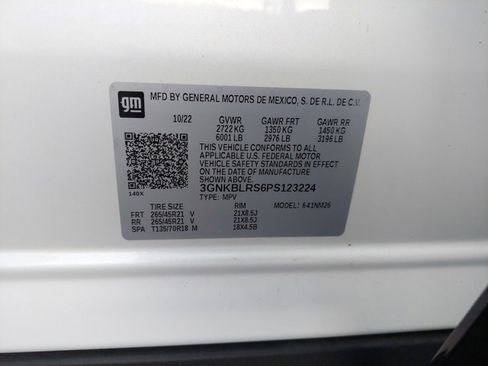 gm
MFD BY GENERAL MOTORS DE MEXICO, S. DE R.L. DE C.V.
10/22 GVWR GAWR FRT GAWR RR
2722 KG 1350 KG 1450 KG
6001 LB 2976 LB 3196 LB
THIS VEHICLE CONFORMS TO ALL
APPLICABLE U.S. FEDERAL MOTOR
VEHICLE SAFETY STANDARDS IN EFFECT
ON THE DATE OF MANUFACTURE SHOWN ABOVE.
3GNKBLRS6PS123224
140X TYPE: MPV MODEL: 641NM26
TIRE SIZE RIM
FRT 265/45R21 V 21X8.5J
RR 265/45R21 V 21X8.5J
SPA T135/70R18 M 18X4.5B